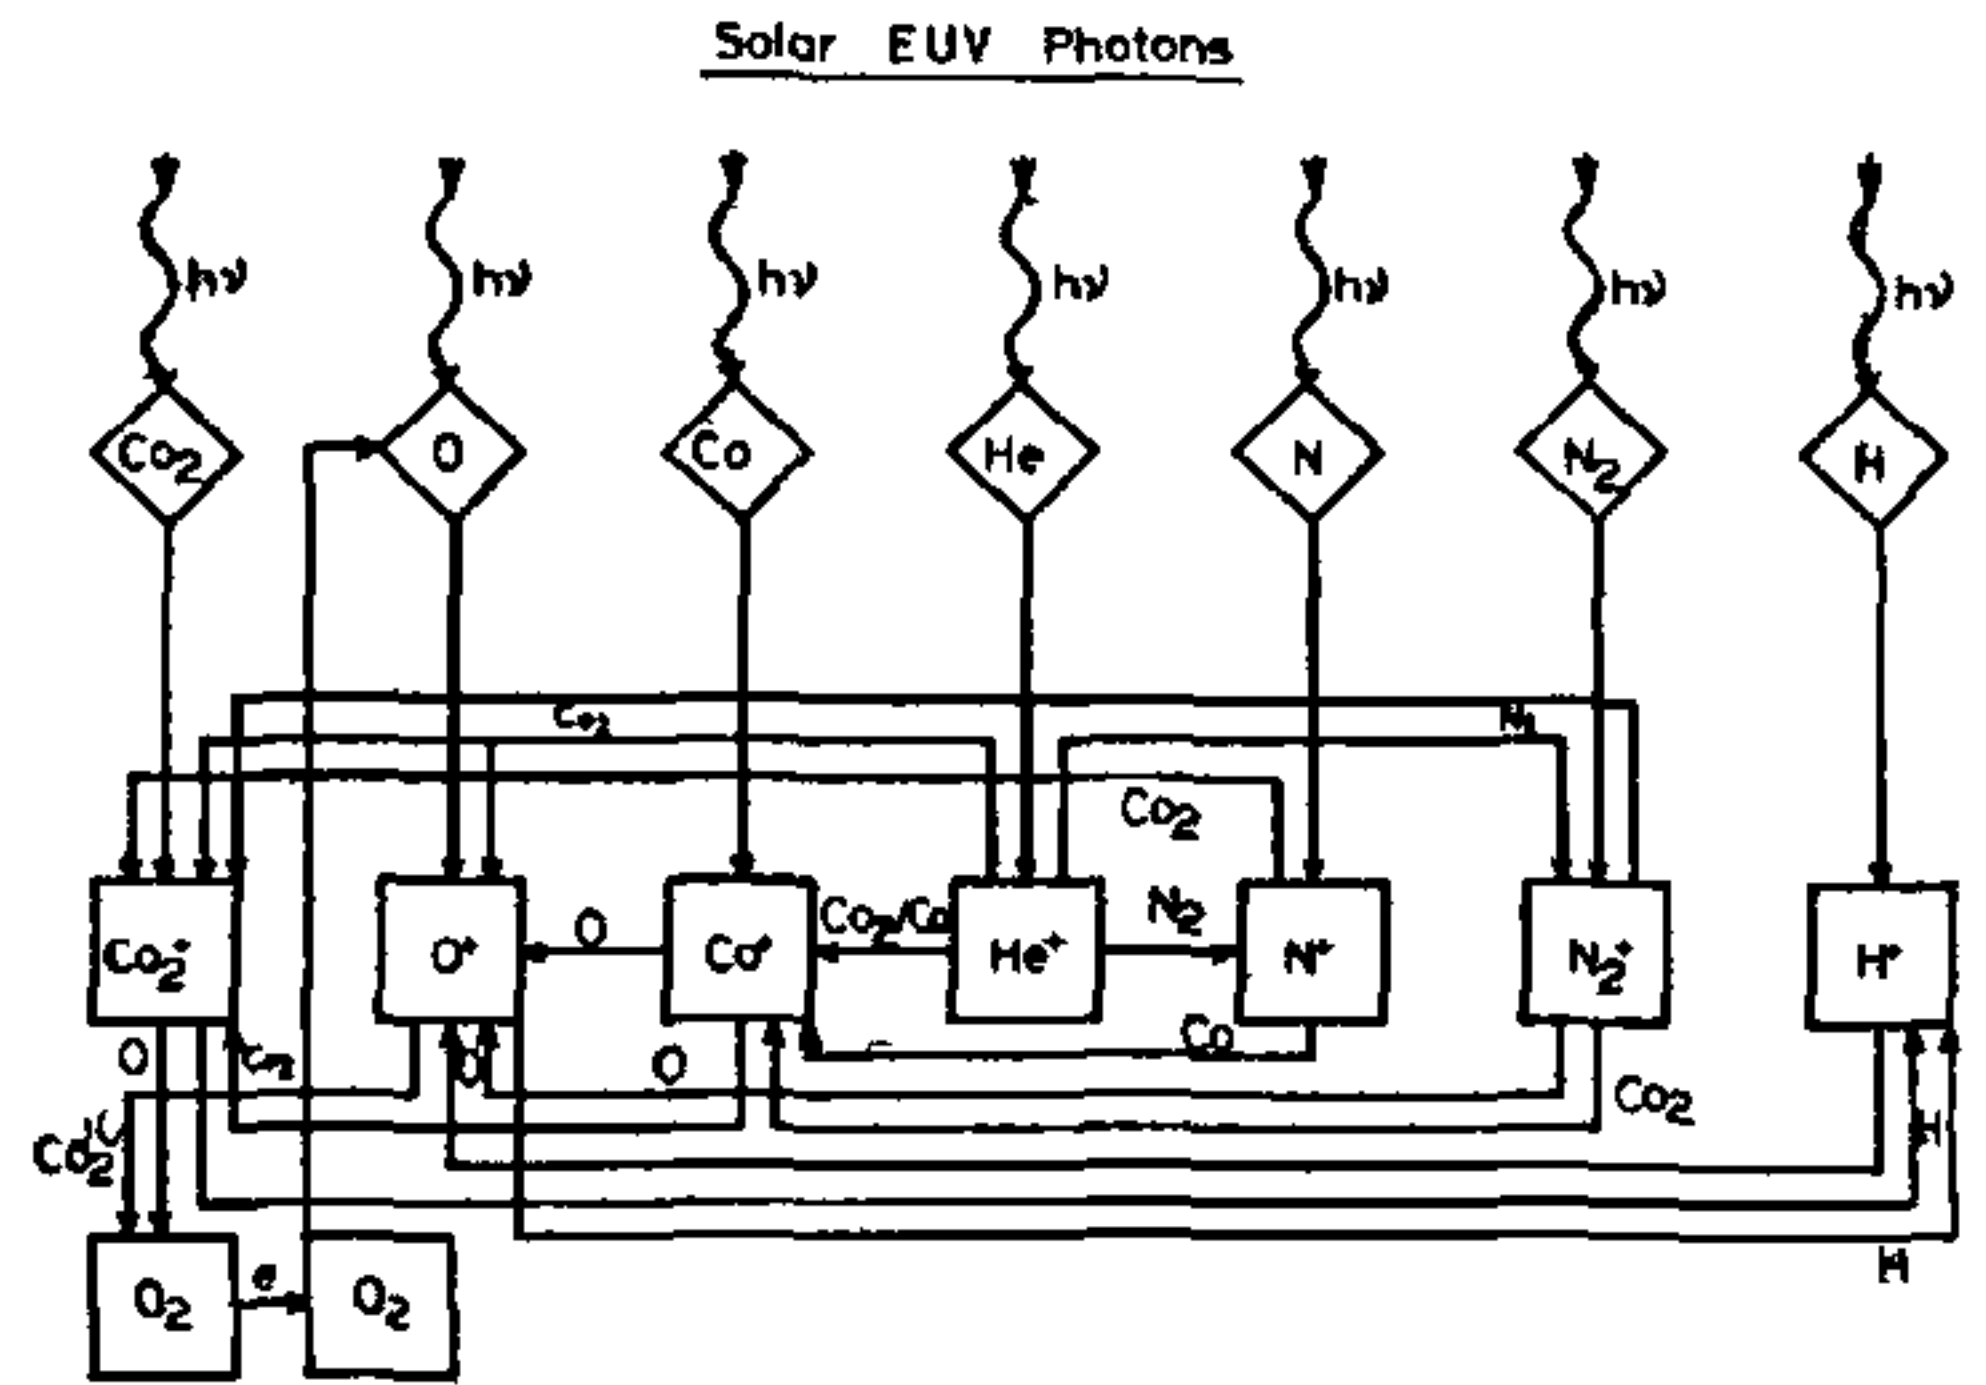 Solar EUV Photons
hν hν hν hν hν hν hν
Co₂ O Co He N N₂ H
Co₂
Co₂
Co₂⁺ O⁺ O Co⁺ Co₂/Co He⁺ N₂ N⁺ N₂⁺ H⁺
O Co₂ O Co
Co₂
Co₂ H
H
O₂ e O₂